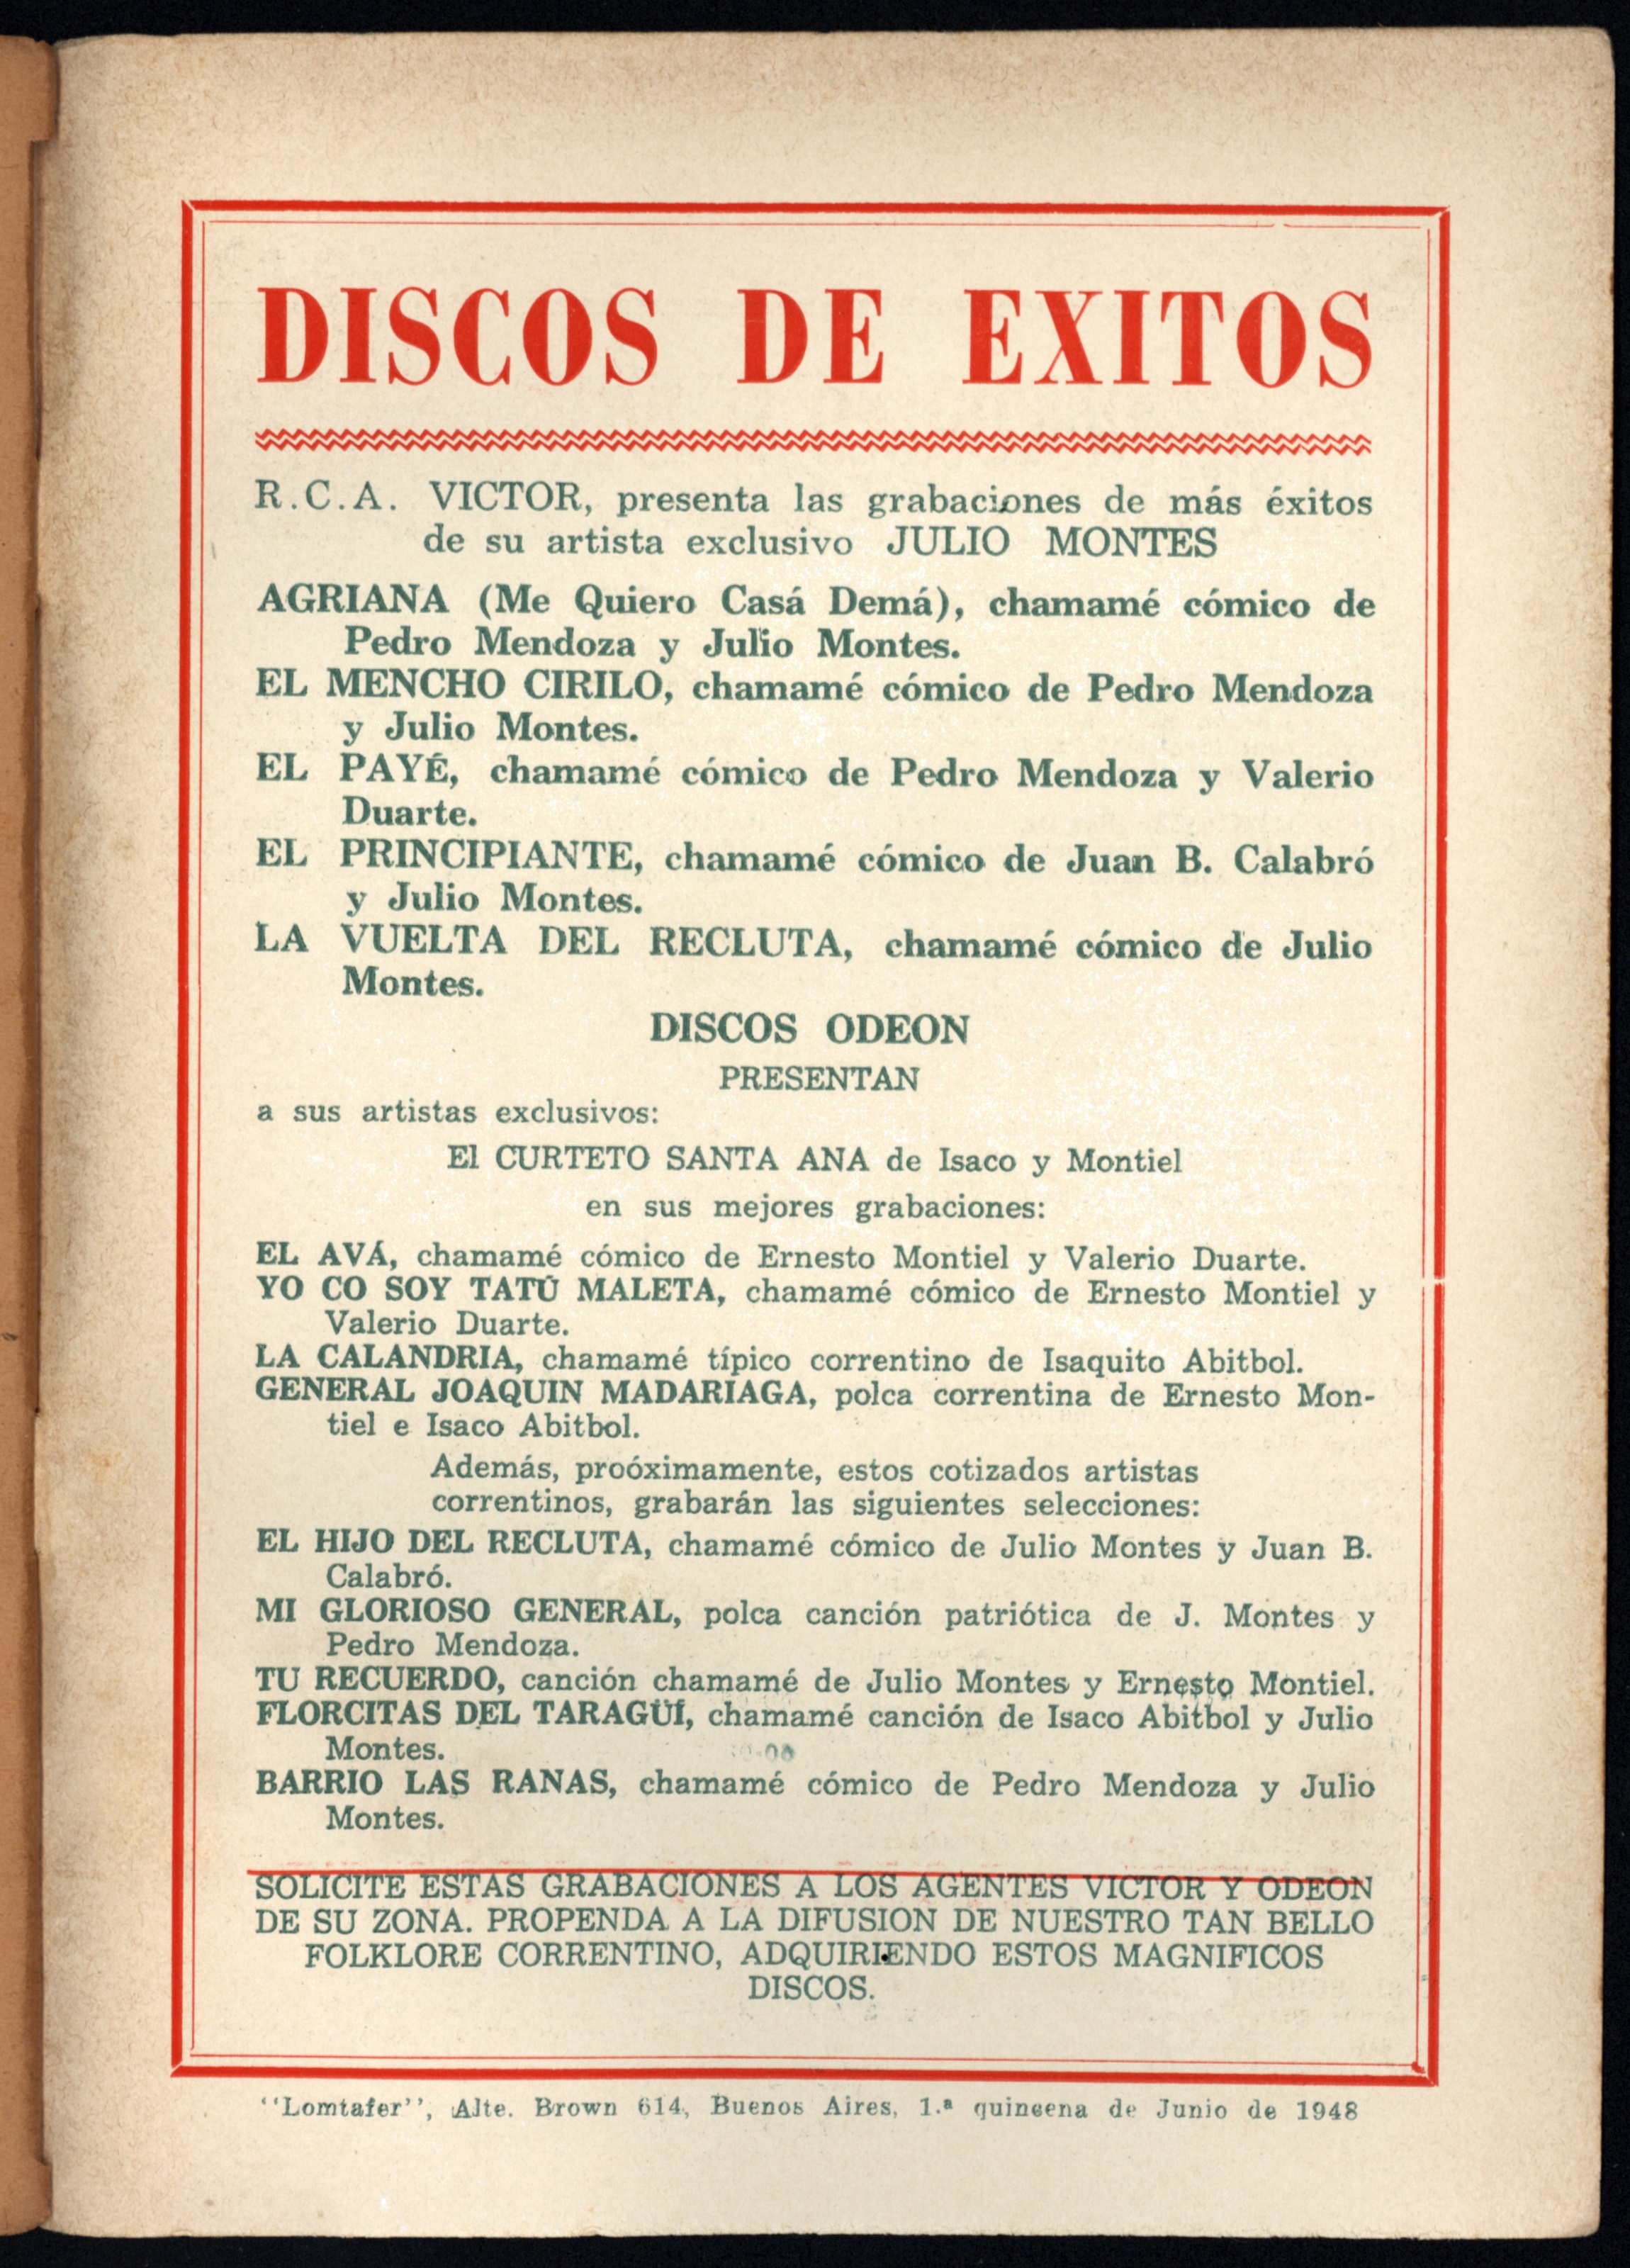 DISCOS DE EXITOS
R.C.A. VICTOR, presenta las grabaciones de más éxitos
de su artista exclusivo JULIO MONTES
AGRIANA (Me Quiero Casá Demá), chamamé cómico de
Pedro Mendoza y Julio Montes.
EL MENCHO CIRILO, chamamé cómico de Pedro Mendoza
y Julio Montes.
EL PAYÉ, chamamé cómico de Pedro Mendoza y Valerio
Duarte.
EL PRINCIPIANTE, chamamé cómico de Juan B. Calabró
y Julio Montes.
LA VUELTA DEL RECLUTA, chamamé cómico de Julio
Montes.
DISCOS ODEON
PRESENTAN
a sus artistas exclusivos:
El CURTETO SANTA ANA de Isaco y Montiel
en sus mejores grabaciones:
EL AVÁ, chamamé cómico de Ernesto Montiel y Valerio Duarte.
YO CO SOY TATÚ MALETA, chamamé cómico de Ernesto Montiel y
Valerio Duarte.
LA CALANDRIA, chamamé típico correntino de Isaquito Abitbol.
GENERAL JOAQUIN MADARIAGA, polca correntina de Ernesto Mon-
tiel e Isaco Abitbol.
Además, proóximamente, estos cotizados artistas
correntinos, grabarán las siguientes selecciones:
EL HIJO DEL RECLUTA, chamamé cómico de Julio Montes y Juan B.
Calabró.
MI GLORIOSO GENERAL, polca canción patriótica de J. Montes y
Pedro Mendoza.
TU RECUERDO, canción chamamé de Julio Montes y Ernesto Montiel.
FLORCITAS DEL TARAGÜÍ, chamamé canción de Isaco Abitbol y Julio
Montes.
BARRIO LAS RANAS, chamamé cómico de Pedro Mendoza y Julio
Montes.
SOLICITE ESTAS GRABACIONES A LOS AGENTES VICTOR Y ODEON
DE SU ZONA. PROPENDA A LA DIFUSION DE NUESTRO TAN BELLO
FOLKLORE CORRENTINO, ADQUIRIENDO ESTOS MAGNIFICOS
DISCOS.
"Lomtafer", Alte. Brown 614, Buenos Aires, 1.ª quincena de Junio de 1948